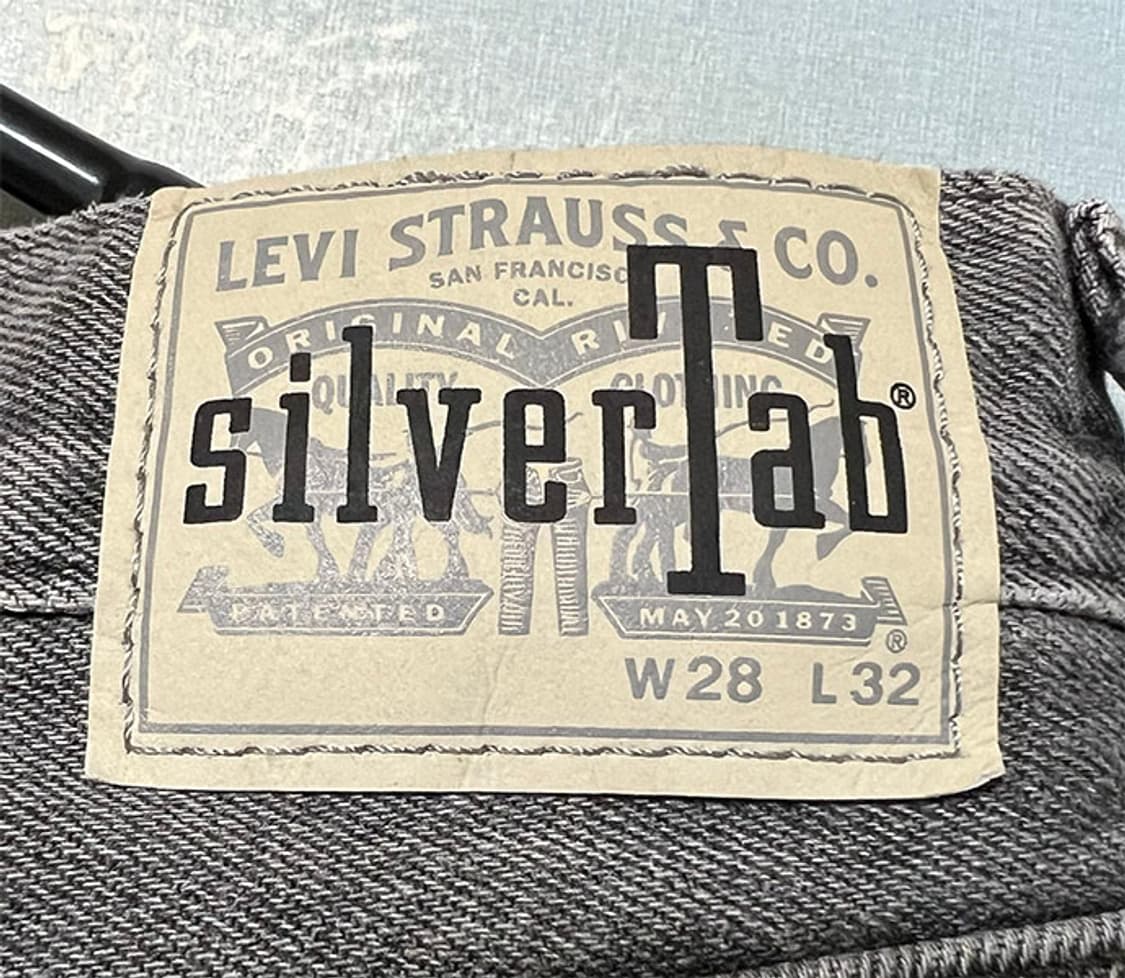 LEVI STRAUSS & CO.
SAN FRANCISCO
CAL.
ORIGINAL RIVETED
QUALITY CLOTHING
silverTab®
PATENTED MAY 20 1873
®
W28 L32